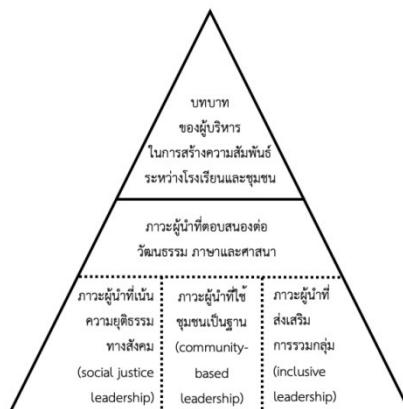 บทบาท
ของผู้บริหาร
ในการสร้างความสัมพันธ์
ระหว่างโรงเรียนและชุมชน
ภาวะผู้นำที่ตอบสนองต่อ
วัฒนธรรม ภาษาและศาสนา
ภาวะผู้นำที่เน้น
ความยุติธรรม
ทางสังคม
(social justice
leadership)
ภาวะผู้นำที่ใช้
ชุมชนเป็นฐาน
(community-
based
leadership)
ภาวะผู้นำที่
ส่งเสริม
การรวมกลุ่ม
(inclusive
leadership)